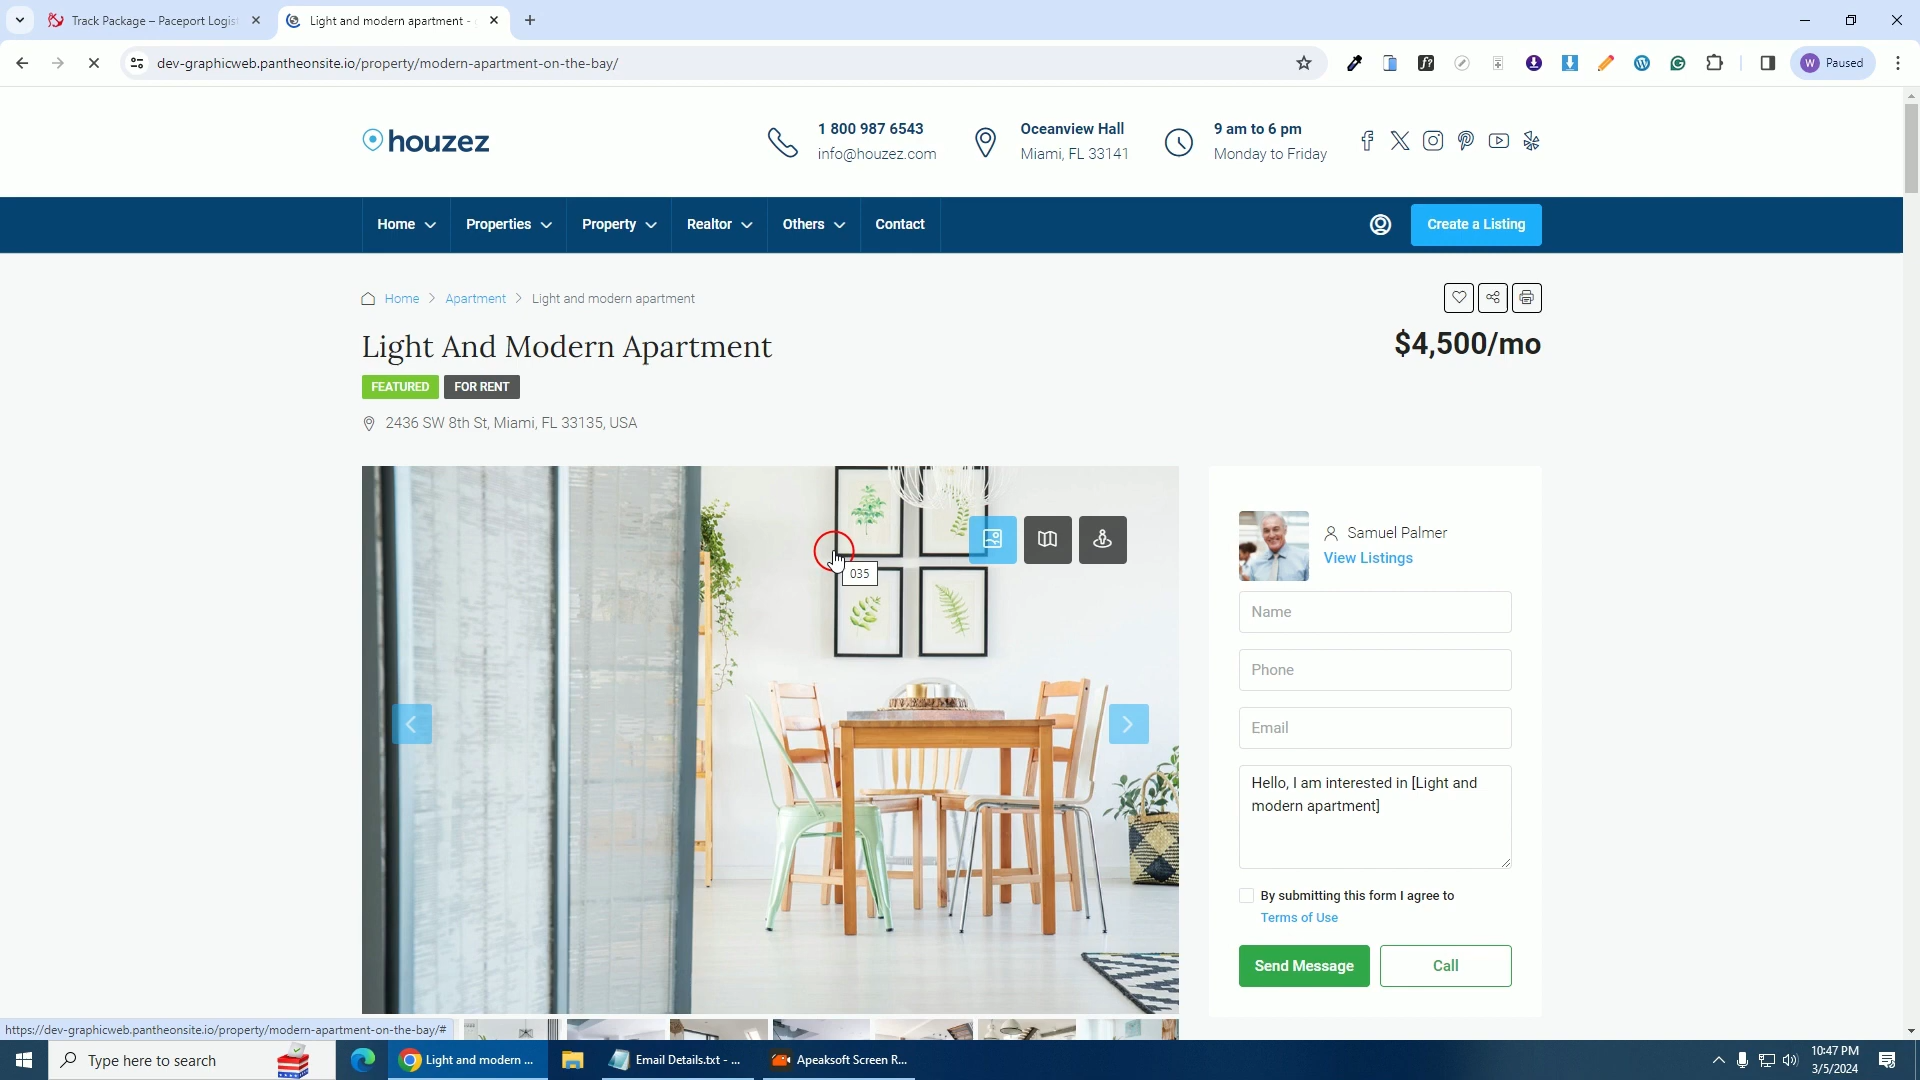 Track Package – Paceport Logis
Light and modern apartment -
dev-graphicweb.pantheonsite.io/property/modern-apartment-on-the-bay/
W
Paused
houzez
1 800 987 6543
info@houzez.com
Oceanview Hall
Miami, FL 33141
9 am to 6 pm
Monday to Friday
Home
Properties
Property
Realtor
Others
Contact
Create a Listing
Home > Apartment > Light and modern apartment
Light And Modern Apartment
$4,500/mo
FEATURED
FOR RENT
2436 SW 8th St, Miami, FL 33135, USA
035
Samuel Palmer
View Listings
Name
Phone
Email
Hello, I am interested in [Light and
modern apartment]
By submitting this form I agree to
Terms of Use
Send Message
Call
https://dev-graphicweb.pantheonsite.io/property/modern-apartment-on-the-bay/#
Type here to search
Light and modern ...
Email Details.txt - ...
Apeaksoft Screen R...
10:47 PM
3/5/2024